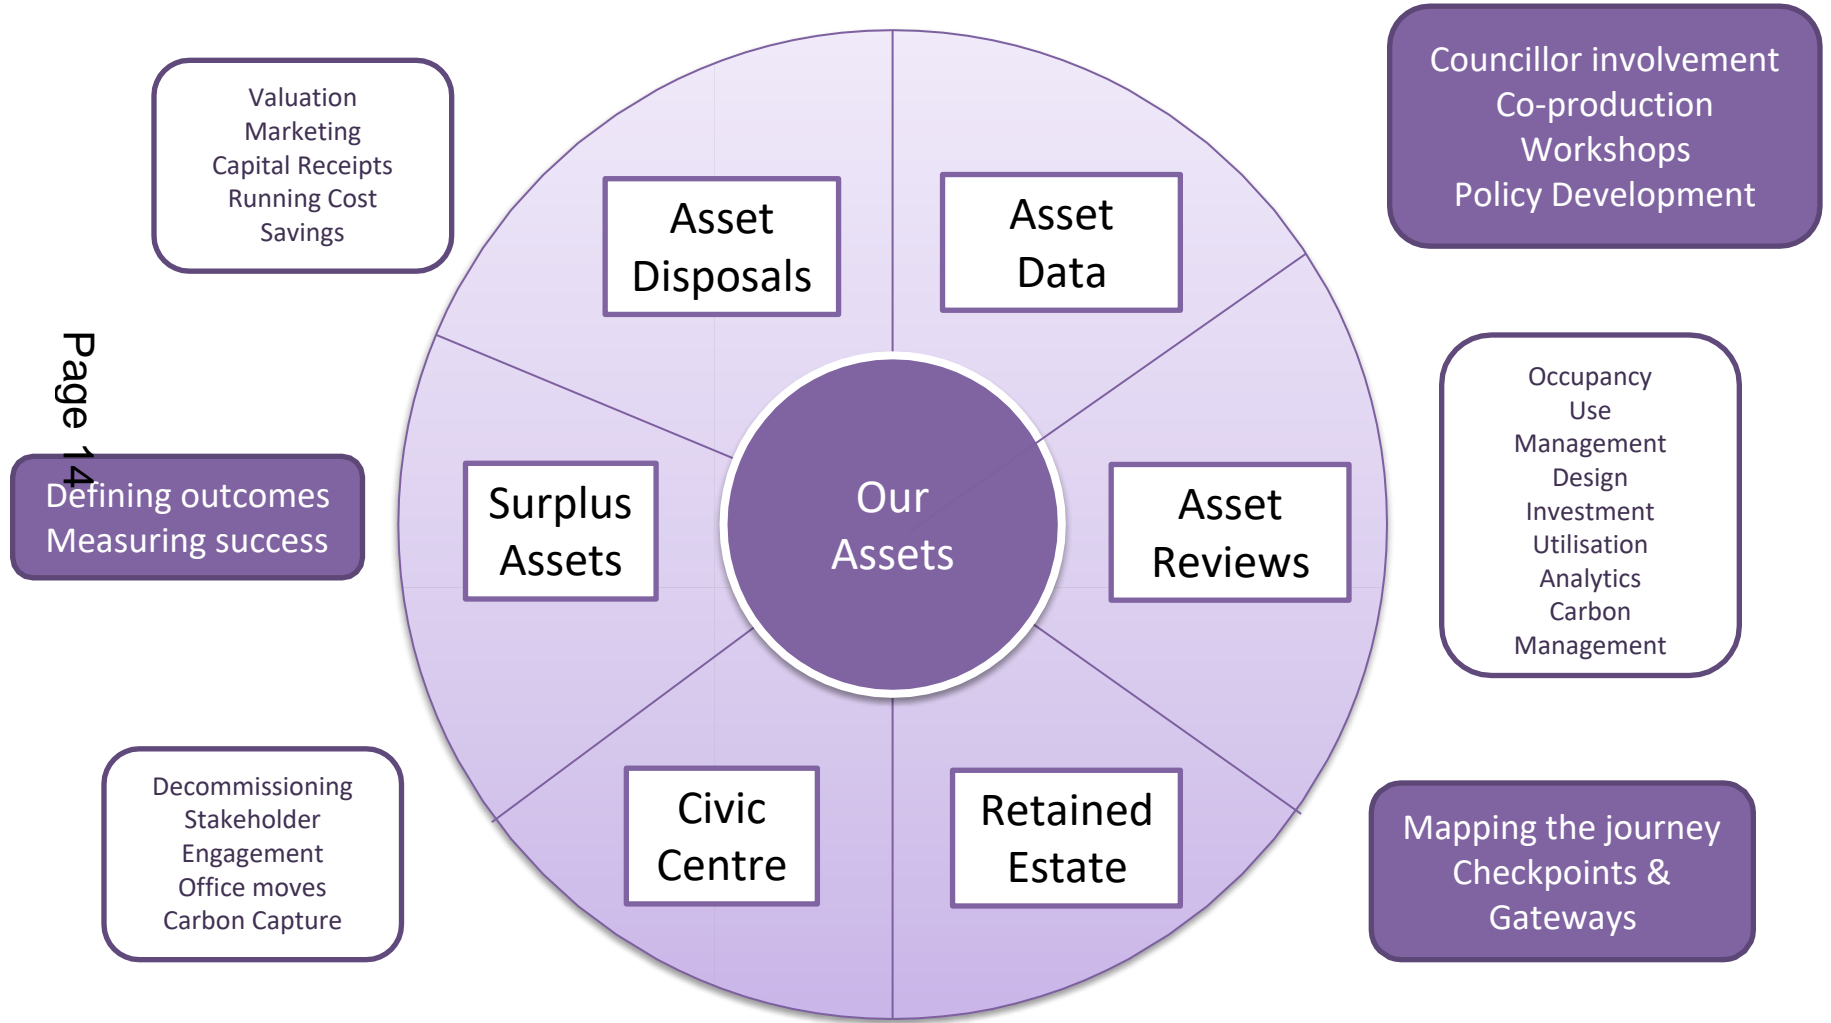 Valuation
Marketing
Capital Receipts
Running Cost
Savings
Councillor involvement
Co-production
Workshops
Policy Development
Asset
Disposals
Asset
Data
Page 14
Defining outcomes
Measuring success
Surplus
Assets
Our
Assets
Asset
Reviews
Occupancy
Use
Management
Design
Investment
Utilisation
Analytics
Carbon
Management
Decommissioning
Stakeholder
Engagement
Office moves
Carbon Capture
Civic
Centre
Retained
Estate
Mapping the journey
Checkpoints &
Gateways